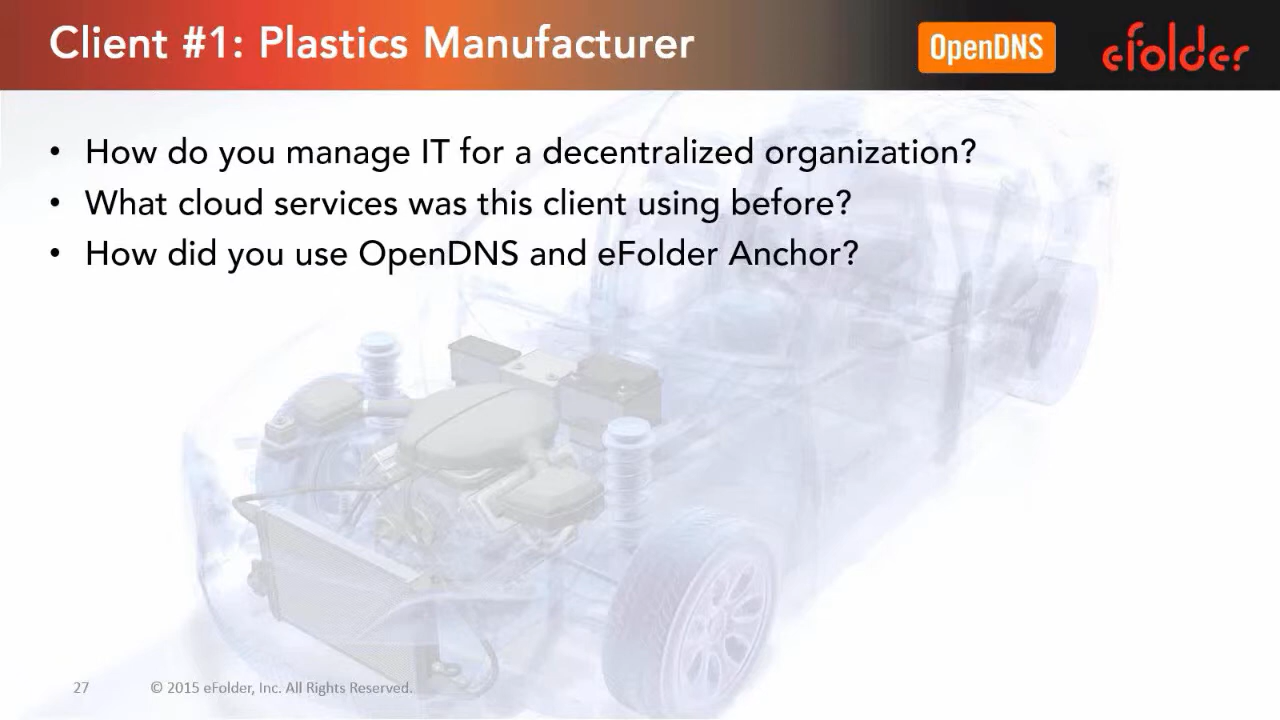 Client #1: Plastics Manufacturer
OpenDNS
eFolder
• How do you manage IT for a decentralized organization?
• What cloud services was this client using before?
• How did you use OpenDNS and eFolder Anchor?
27
© 2015 eFolder, Inc. All Rights Reserved.